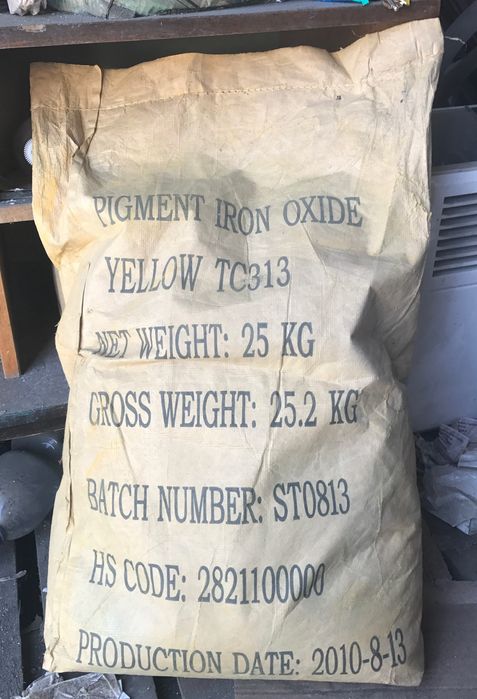 PIGMENT IRON OXIDE
YELLOW TC313
NET WEIGHT: 25 KG
GROSS WEIGHT: 25.2 KG
BATCH NUMBER: ST0813
HS CODE: 2821100000
PRODUCTION DATE: 2010-8-13